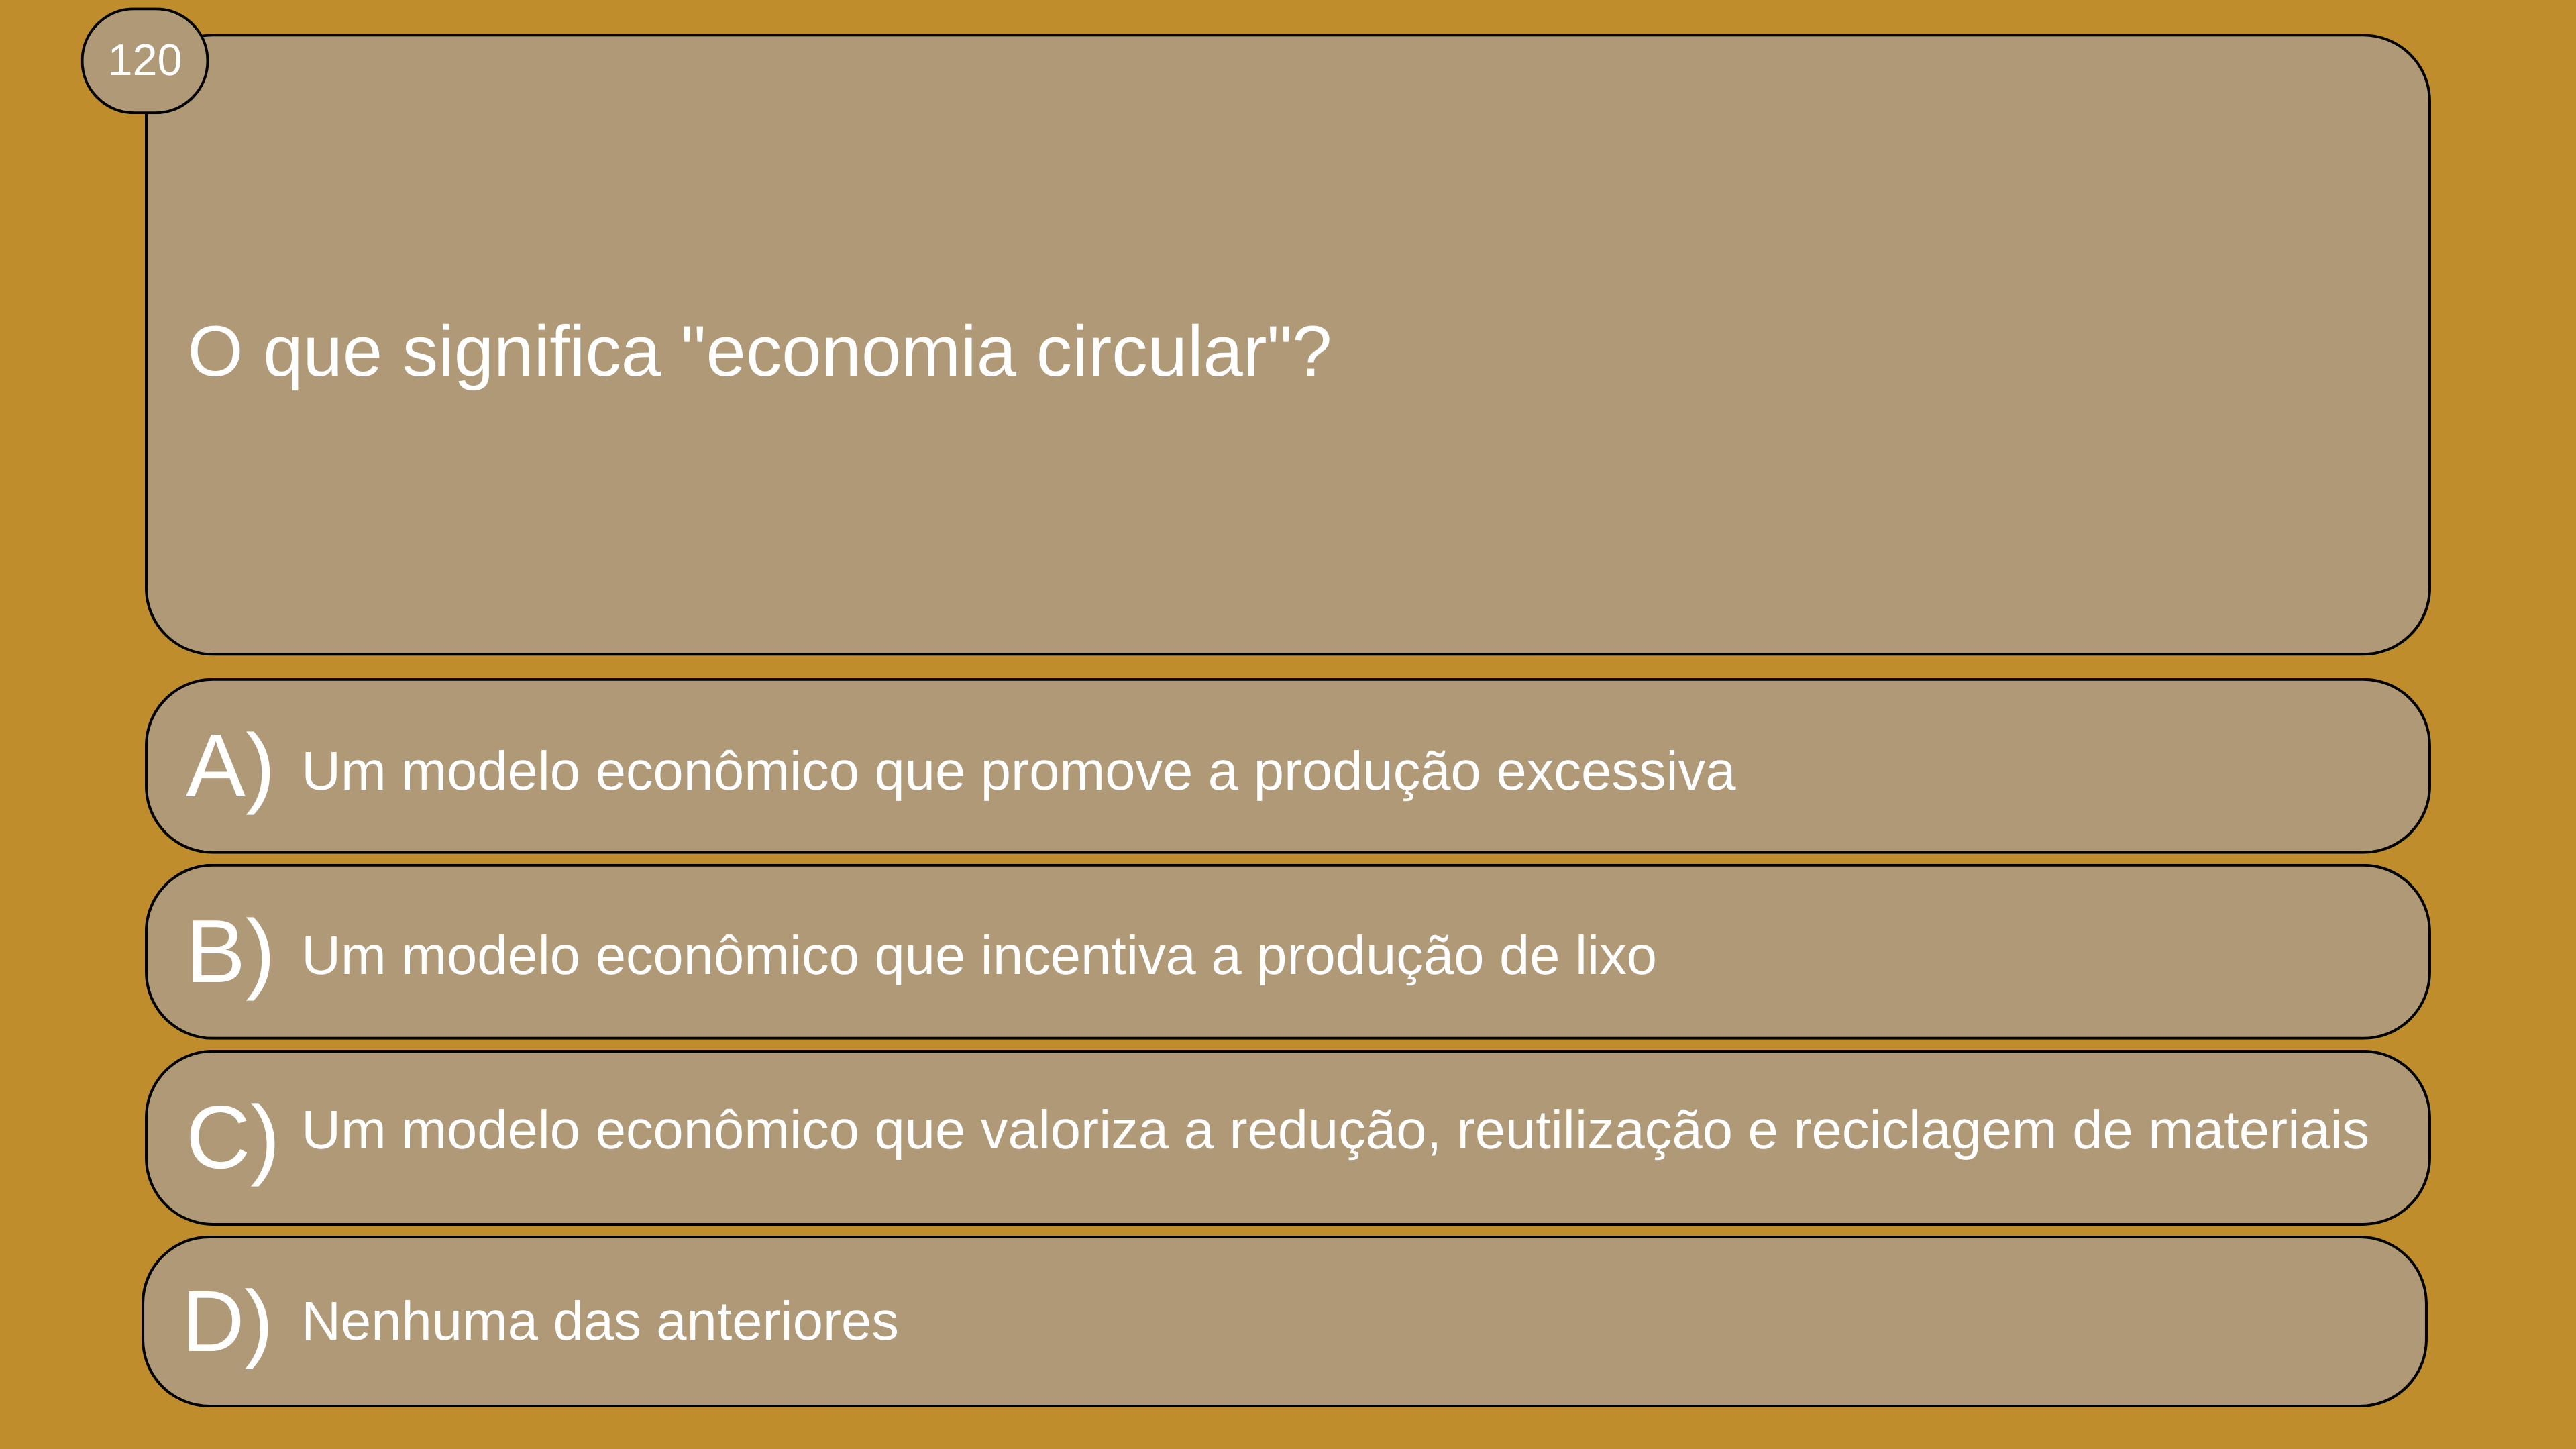 120
O que significa "economia circular"?
A) Um modelo econômico que promove a produção excessiva
B) Um modelo econômico que incentiva a produção de lixo
C) Um modelo econômico que valoriza a redução, reutilização e reciclagem de materiais
D) Nenhuma das anteriores